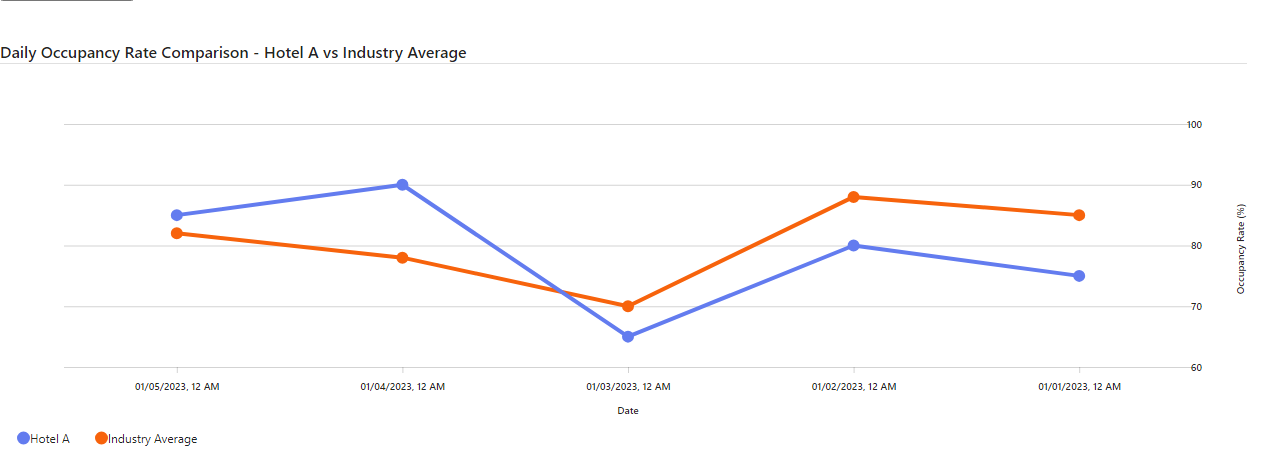 Daily Occupancy Rate Comparison - Hotel A vs Industry Average
100
90
80
70
60
Occupancy Rate (%)
01/05/2023, 12 AM
01/04/2023, 12 AM
01/03/2023, 12 AM
01/02/2023, 12 AM
01/01/2023, 12 AM
Date
Hotel A
Industry Average